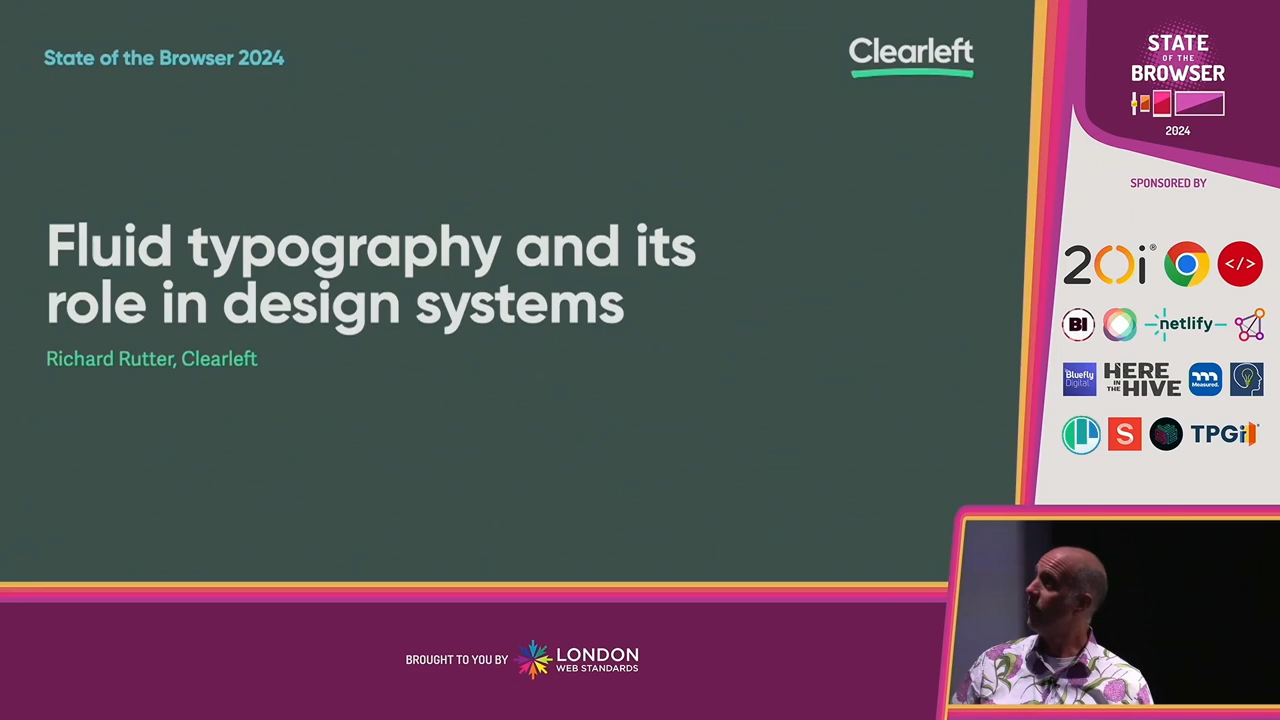 State of the Browser 2024
Clearleft
Fluid typography and its
role in design systems
Richard Rutter, Clearleft
STATE
OF THE
BROWSER
2024
SPONSORED BY
20i®
</>
BI
netlify
Bluefly
Digital
HERE
IN THE
HIVE
Measured.
S
TPGi
BROUGHT TO YOU BY
LONDON
WEB STANDARDS